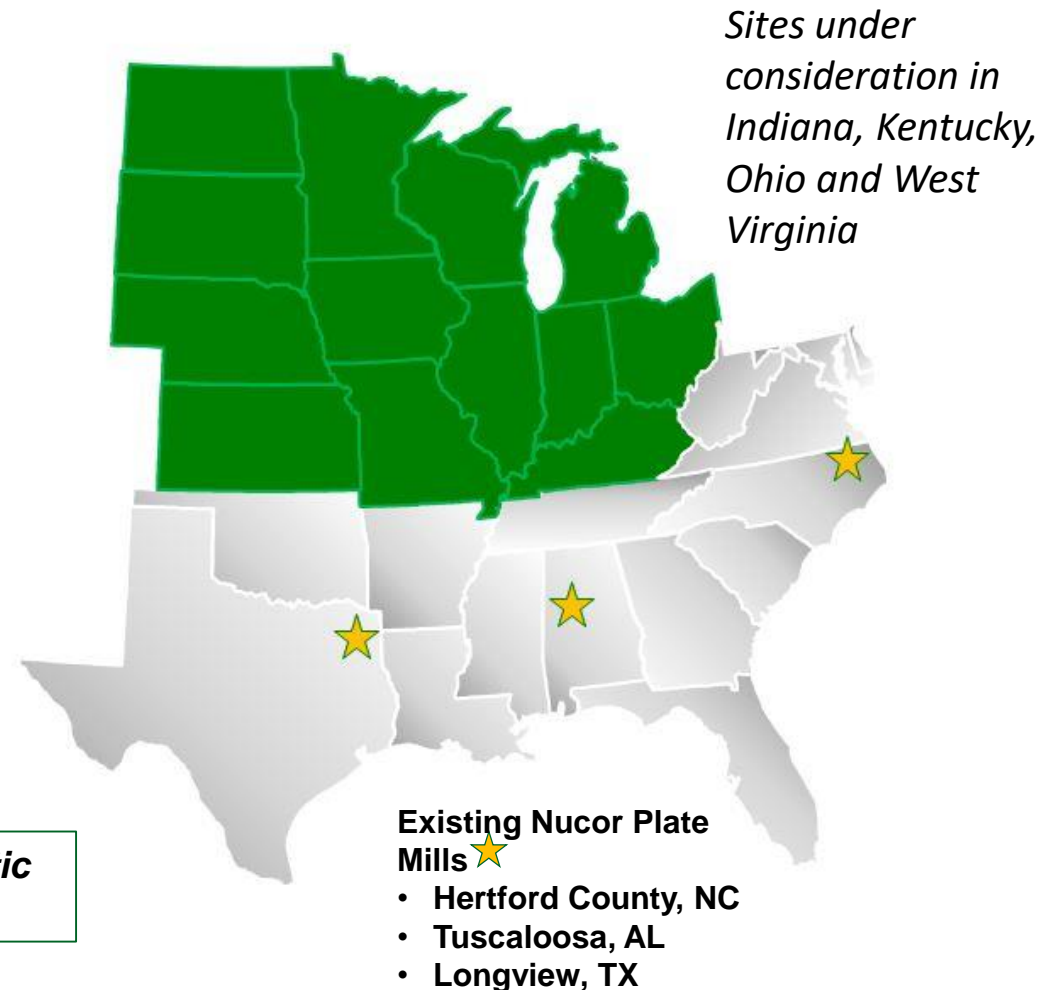 Sites under
consideration in
Indiana, Kentucky,
Ohio and West
Virginia
Existing Nucor Plate
Mills
• Hertford County, NC
• Tuscaloosa, AL
• Longview, TX